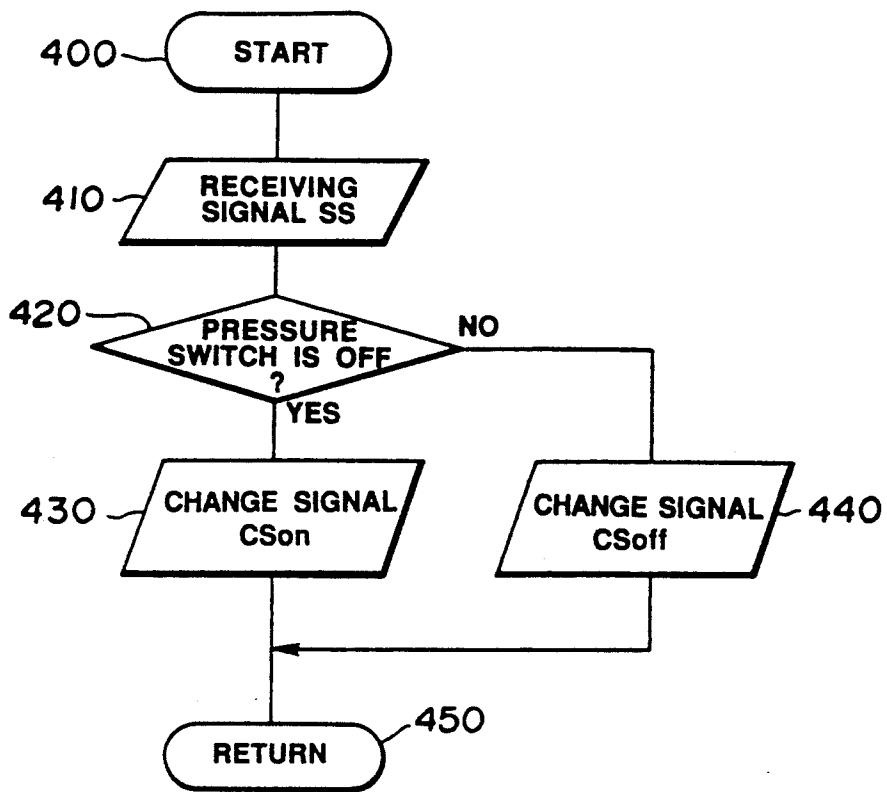 400
START
410
RECEIVING
SIGNAL SS
420
PRESSURE
SWITCH IS OFF
?
NO
YES
430
CHANGE SIGNAL
CSon
CHANGE SIGNAL
CSoff
440
450
RETURN